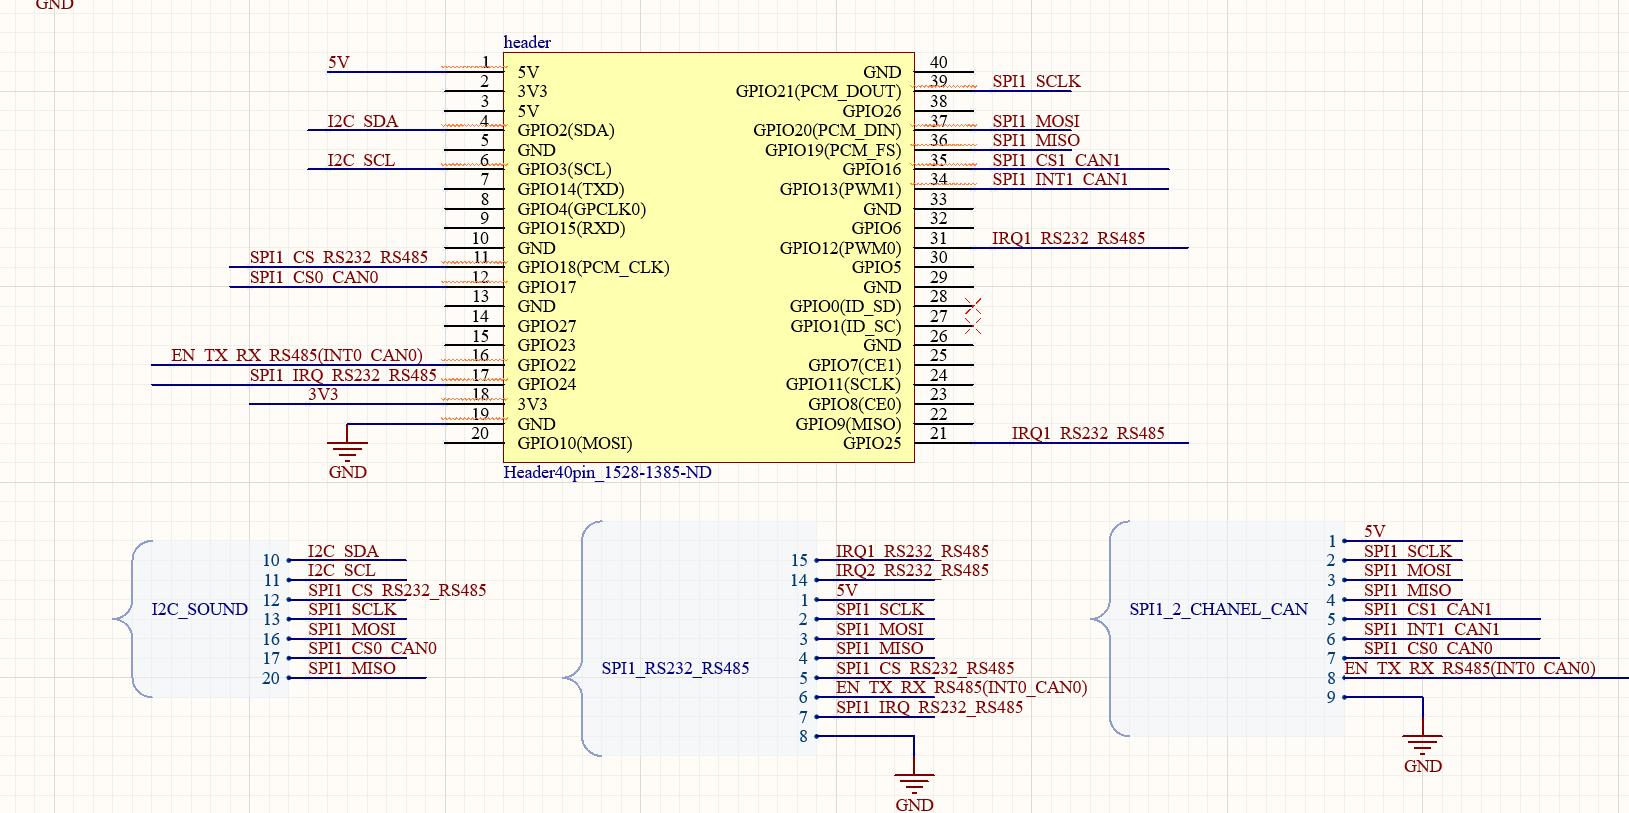 GND
header
5V 1 5V GND 40
2 3V3 GPIO21(PCM_DOUT) 39 SPI1_SCLK
3 5V GPIO26 38
I2C_SDA 4 GPIO2(SDA) GPIO20(PCM_DIN) 37 SPI1_MOSI
5 GND GPIO19(PCM_FS) 36 SPI1_MISO
I2C_SCL 6 GPIO3(SCL) GPIO16 35 SPI1_CS1_CAN1
7 GPIO14(TXD) GPIO13(PWM1) 34 SPI1_INT1_CAN1
8 GPIO4(GPCLK0) GND 33
9 GPIO15(RXD) GPIO6 32
10 GND GPIO12(PWM0) 31 IRQ1_RS232_RS485
SPI1_CS_RS232_RS485 11 GPIO18(PCM_CLK) GPIO5 30
SPI1_CS0_CAN0 12 GPIO17 GND 29
13 GND GPIO0(ID_SD) 28
14 GPIO27 GPIO1(ID_SC) 27
15 GPIO23 GND 26
EN_TX_RX_RS485(INT0_CAN0) 16 GPIO22 GPIO7(CE1) 25
SPI1_IRQ_RS232_RS485 17 GPIO24 GPIO11(SCLK) 24
3V3 18 3V3 GPIO8(CE0) 23
19 GND GPIO9(MISO) 22
20 GPIO10(MOSI) GPIO25 21 IRQ1_RS232_RS485
GND
Header40pin_1528-1385-ND
I2C_SOUND
10 I2C_SDA
11 I2C_SCL
12 SPI1_CS_RS232_RS485
13 SPI1_SCLK
16 SPI1_MOSI
17 SPI1_CS0_CAN0
20 SPI1_MISO
SPI1_RS232_RS485
15 IRQ1_RS232_RS485
14 IRQ2_RS232_RS485
1 5V
2 SPI1_SCLK
3 SPI1_MOSI
4 SPI1_MISO
5 SPI1_CS_RS232_RS485
6 EN_TX_RX_RS485(INT0_CAN0)
7 SPI1_IRQ_RS232_RS485
8
GND
SPI1_2_CHANEL_CAN
1 5V
2 SPI1_SCLK
3 SPI1_MOSI
4 SPI1_MISO
5 SPI1_CS1_CAN1
6 SPI1_INT1_CAN1
7 SPI1_CS0_CAN0
8 EN_TX_RX_RS485(INT0_CAN0)
9
GND